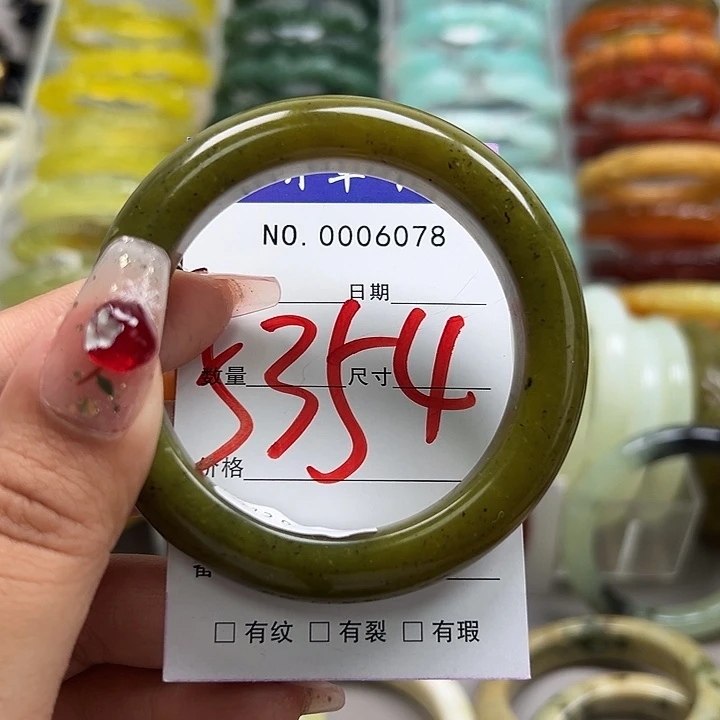 NO. 0006078
日期
5354
数量 尺寸
价格
□ 有纹 □ 有裂 □ 有瑕